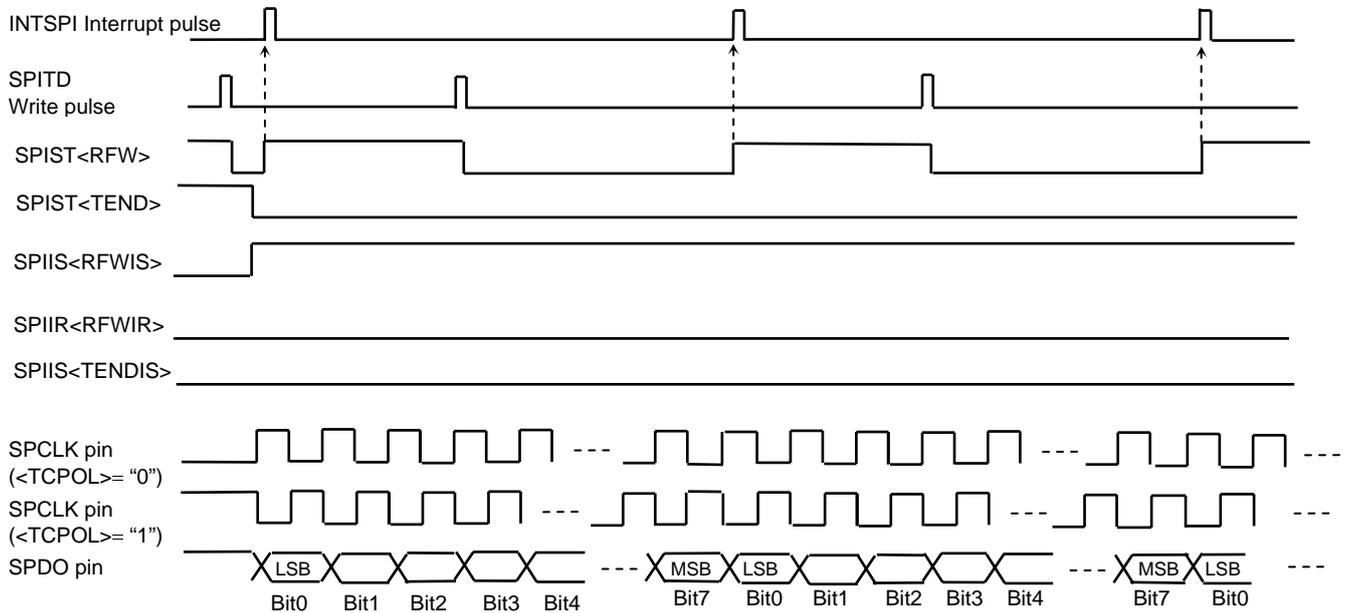 INTSPI Interrupt pulse
SPITD
Write pulse
SPIST<RFW>
SPIST<TEND>
SPIIS<RFWIS>
SPIIR<RFWIR>
SPIIS<TENDIS>
SPCLK pin
(<TCPOL>= “0”)
SPCLK pin
(<TCPOL>= “1”)
SPDO pin
LSB MSB LSB MSB LSB
Bit0 Bit1 Bit2 Bit3 Bit4 Bit7 Bit0 Bit1 Bit2 Bit3 Bit4 Bit7 Bit0